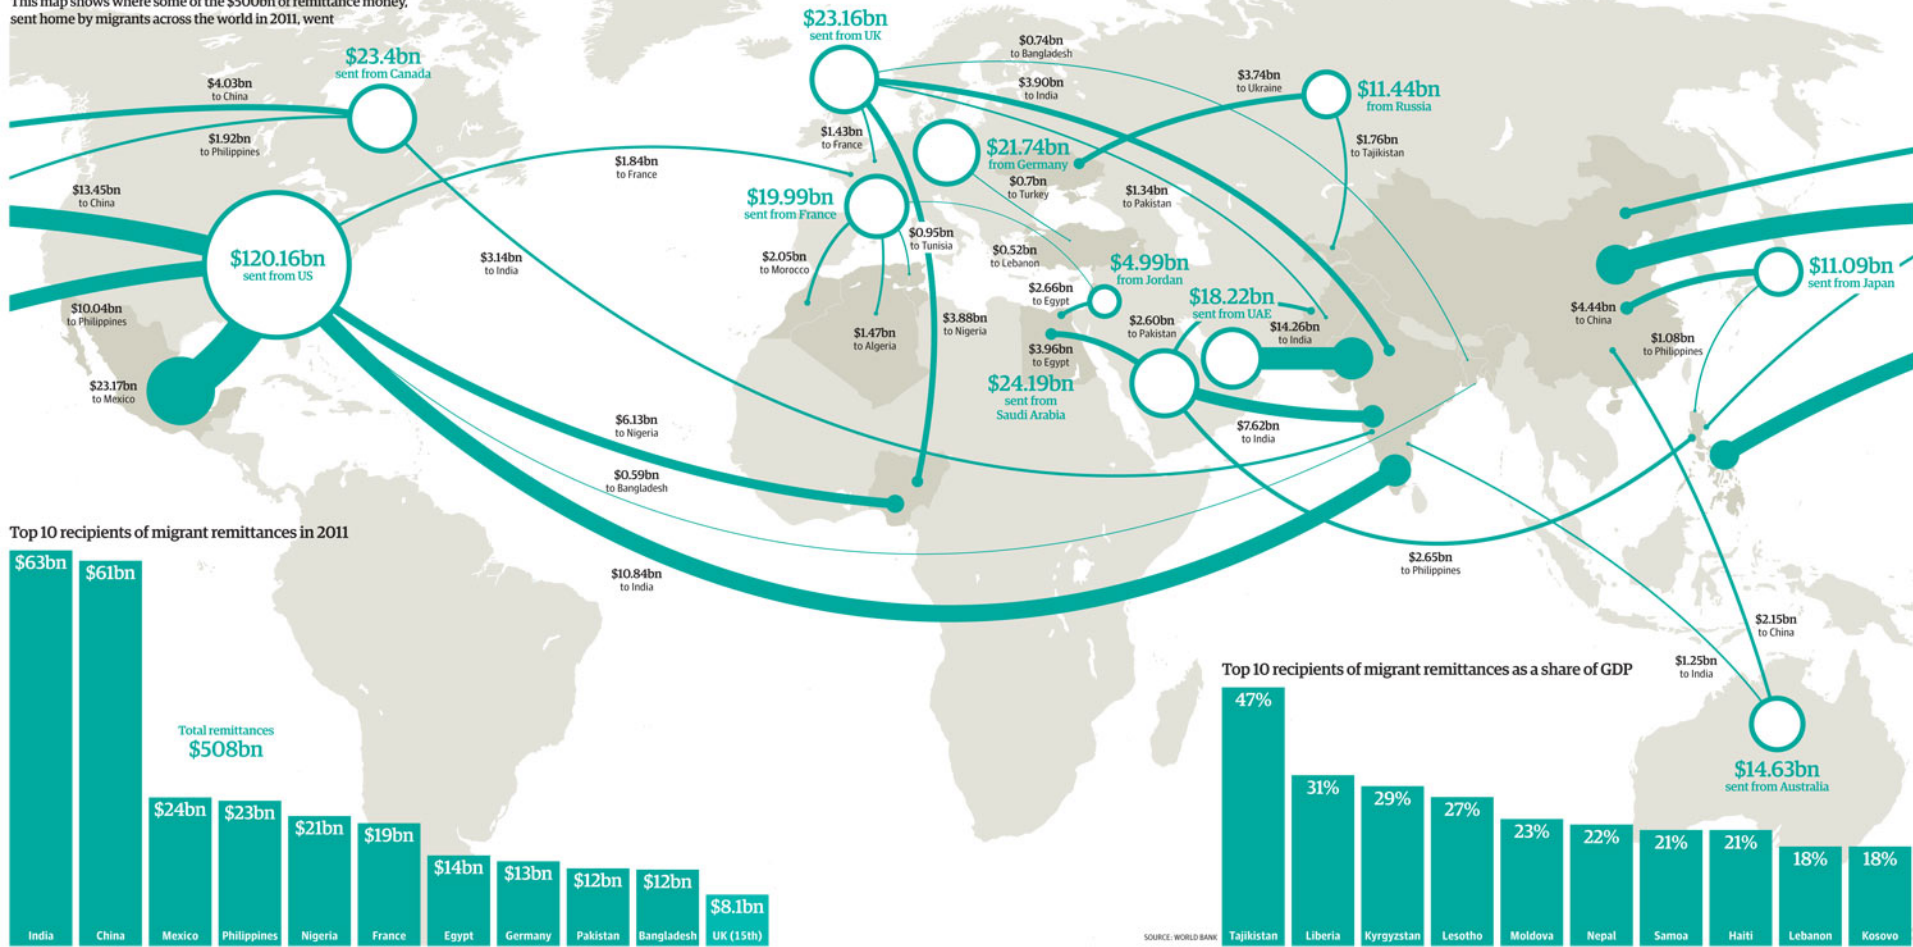 This map shows where some of the $500bn of remittance money,
sent home by migrants across the world in 2011, went
$23.4bn
sent from Canada
$4.03bn
to China
$1.92bn
to Philippines
$13.45bn
to China
$120.16bn
sent from US
$10.04bn
to Philippines
$23.17bn
to Mexico
$1.84bn
to France
$3.14bn
to India
$6.13bn
to Nigeria
$0.59bn
to Bangladesh
$10.84bn
to India
$23.16bn
sent from UK
$0.74bn
to Bangladesh
$3.90bn
to India
$1.43bn
to France
$21.74bn
from Germany
$0.7bn
to Turkey
$1.34bn
to Pakistan
$3.74bn
to Ukraine
$11.44bn
from Russia
$1.76bn
to Tajikistan
$19.99bn
sent from France
$2.05bn
to Morocco
$0.95bn
to Tunisia
$0.52bn
to Lebanon
$1.47bn
to Algeria
$3.88bn
to Nigeria
$4.99bn
from Jordan
$2.66bn
to Egypt
$18.22bn
sent from UAE
$14.26bn
to India
$2.60bn
to Pakistan
$3.96bn
to Egypt
$24.19bn
sent from
Saudi Arabia
$7.62bn
to India
$2.65bn
to Philippines
$11.09bn
sent from Japan
$4.44bn
to China
$1.08bn
to Philippines
$2.15bn
to China
$1.25bn
to India
$14.63bn
sent from Australia
Top 10 recipients of migrant remittances in 2011
$63bn
$61bn
$24bn
$23bn
$21bn
$19bn
$14bn
$13bn
$12bn
$12bn
$8.1bn
Total remittances
$508bn
India
China
Mexico
Philippines
Nigeria
France
Egypt
Germany
Pakistan
Bangladesh
UK (15th)
Top 10 recipients of migrant remittances as a share of GDP
47%
31%
29%
27%
23%
22%
21%
21%
18%
18%
SOURCE: WORLD BANK
Tajikistan
Liberia
Kyrgyzstan
Lesotho
Moldova
Nepal
Samoa
Haiti
Lebanon
Kosovo